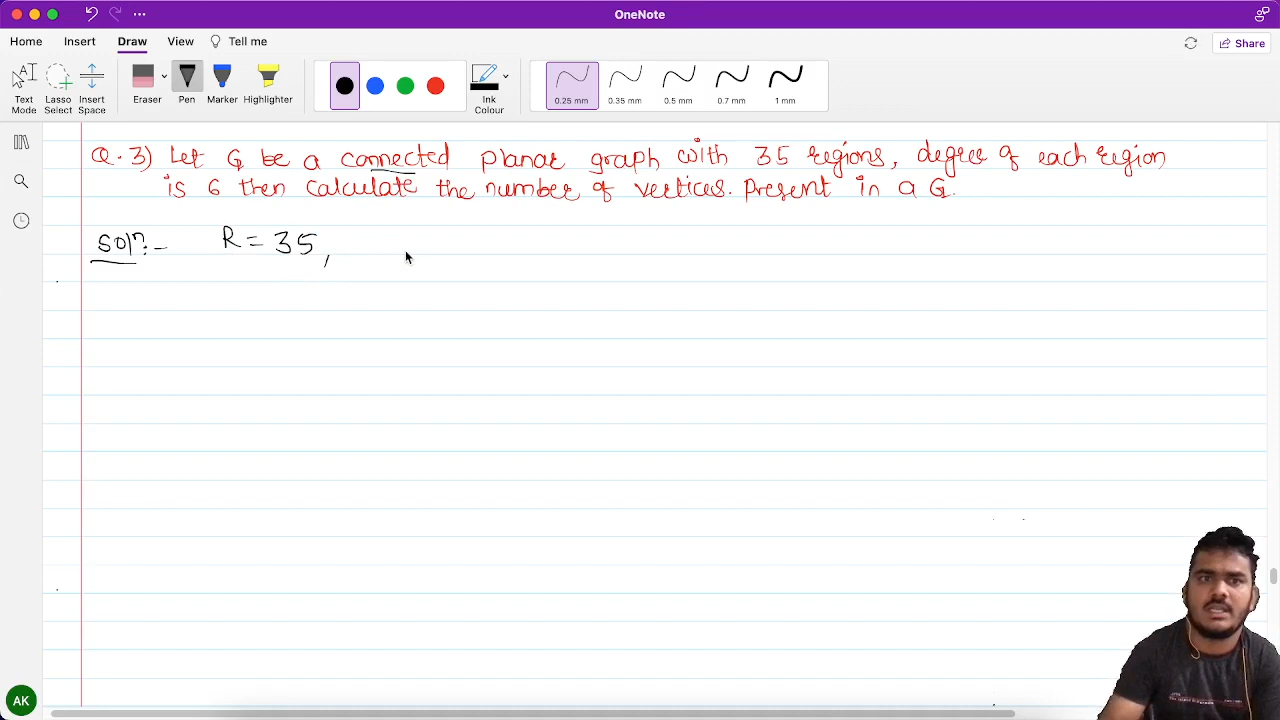 OneNote
Home Insert Draw View Tell me
Share
Text Mode
Lasso Select
Insert Space
Eraser
Pen
Marker
Highlighter
Ink Colour
0.25 mm
0.35 mm
0.5 mm
0.7 mm
1 mm
Q.3) Let G be a connected planar graph with 35 regions, degree of each region
is 6 then calculate the number of vertices. Present in a G.
Soln:- R = 35,
AK